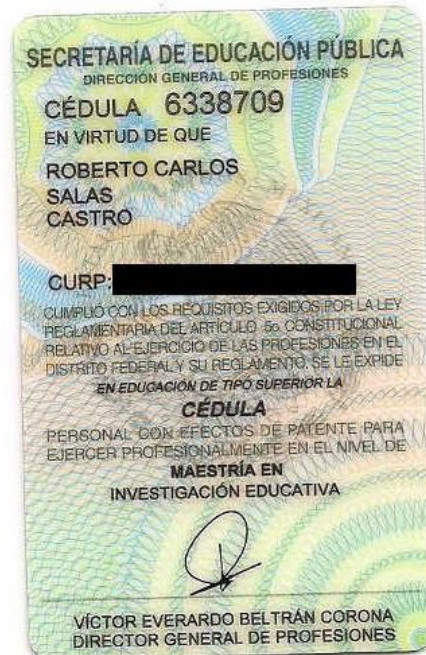 SECRETARÍA DE EDUCACIÓN PÚBLICA
DIRECCIÓN GENERAL DE PROFESIONES
CÉDULA 6338709
EN VIRTUD DE QUE
ROBERTO CARLOS
SALAS
CASTRO
CURP:
CUMPLIÓ CON LOS REQUISITOS EXIGIDOS POR LA LEY
REGLAMENTARIA DEL ARTÍCULO 5o. CONSTITUCIONAL
RELATIVO AL EJERCICIO DE LAS PROFESIONES EN EL
DISTRITO FEDERAL Y SU REGLAMENTO, SE LE EXPIDE
EN EDUCACIÓN DE TIPO SUPERIOR LA
CÉDULA
PERSONAL CON EFECTOS DE PATENTE PARA
EJERCER PROFESIONALMENTE EN EL NIVEL DE
MAESTRÍA EN
INVESTIGACIÓN EDUCATIVA
VÍCTOR EVERARDO BELTRÁN CORONA
DIRECTOR GENERAL DE PROFESIONES